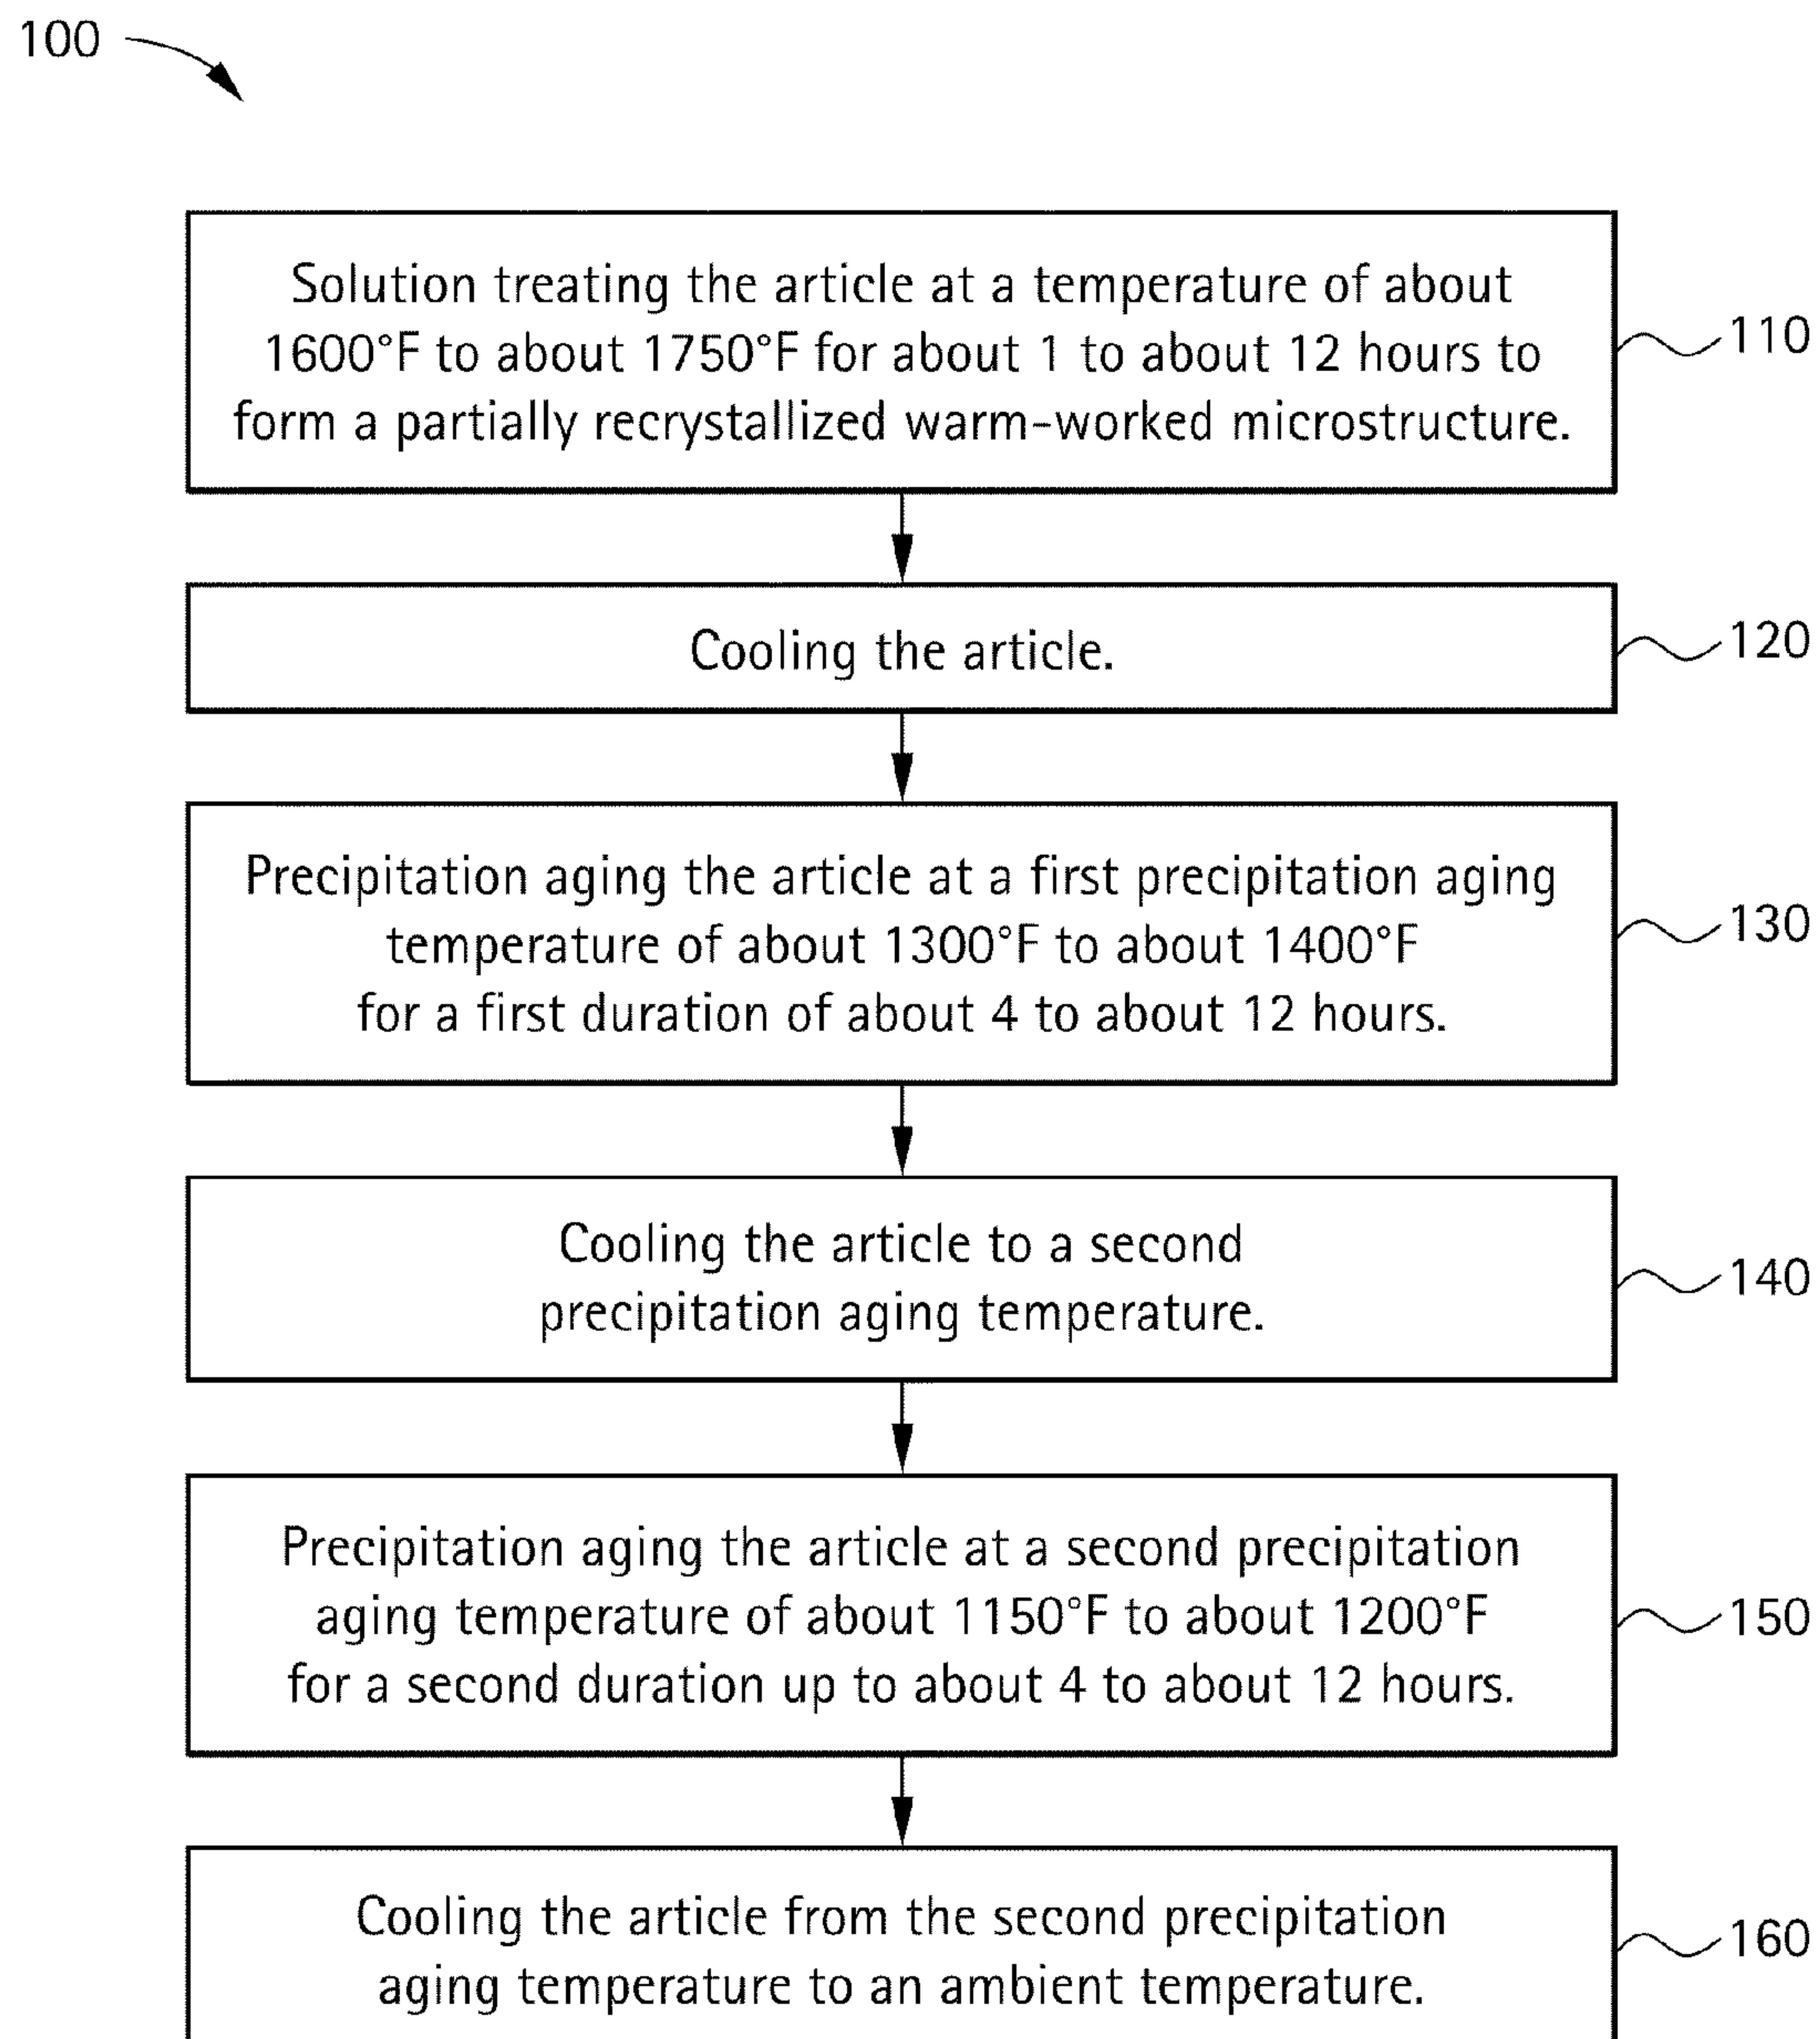 100
Solution treating the article at a temperature of about
1600°F to about 1750°F for about 1 to about 12 hours to
form a partially recrystallized warm-worked microstructure.
110
Cooling the article.
120
Precipitation aging the article at a first precipitation aging
temperature of about 1300°F to about 1400°F
for a first duration of about 4 to about 12 hours.
130
Cooling the article to a second
precipitation aging temperature.
140
Precipitation aging the article at a second precipitation
aging temperature of about 1150°F to about 1200°F
for a second duration up to about 4 to about 12 hours.
150
Cooling the article from the second precipitation
aging temperature to an ambient temperature.
160